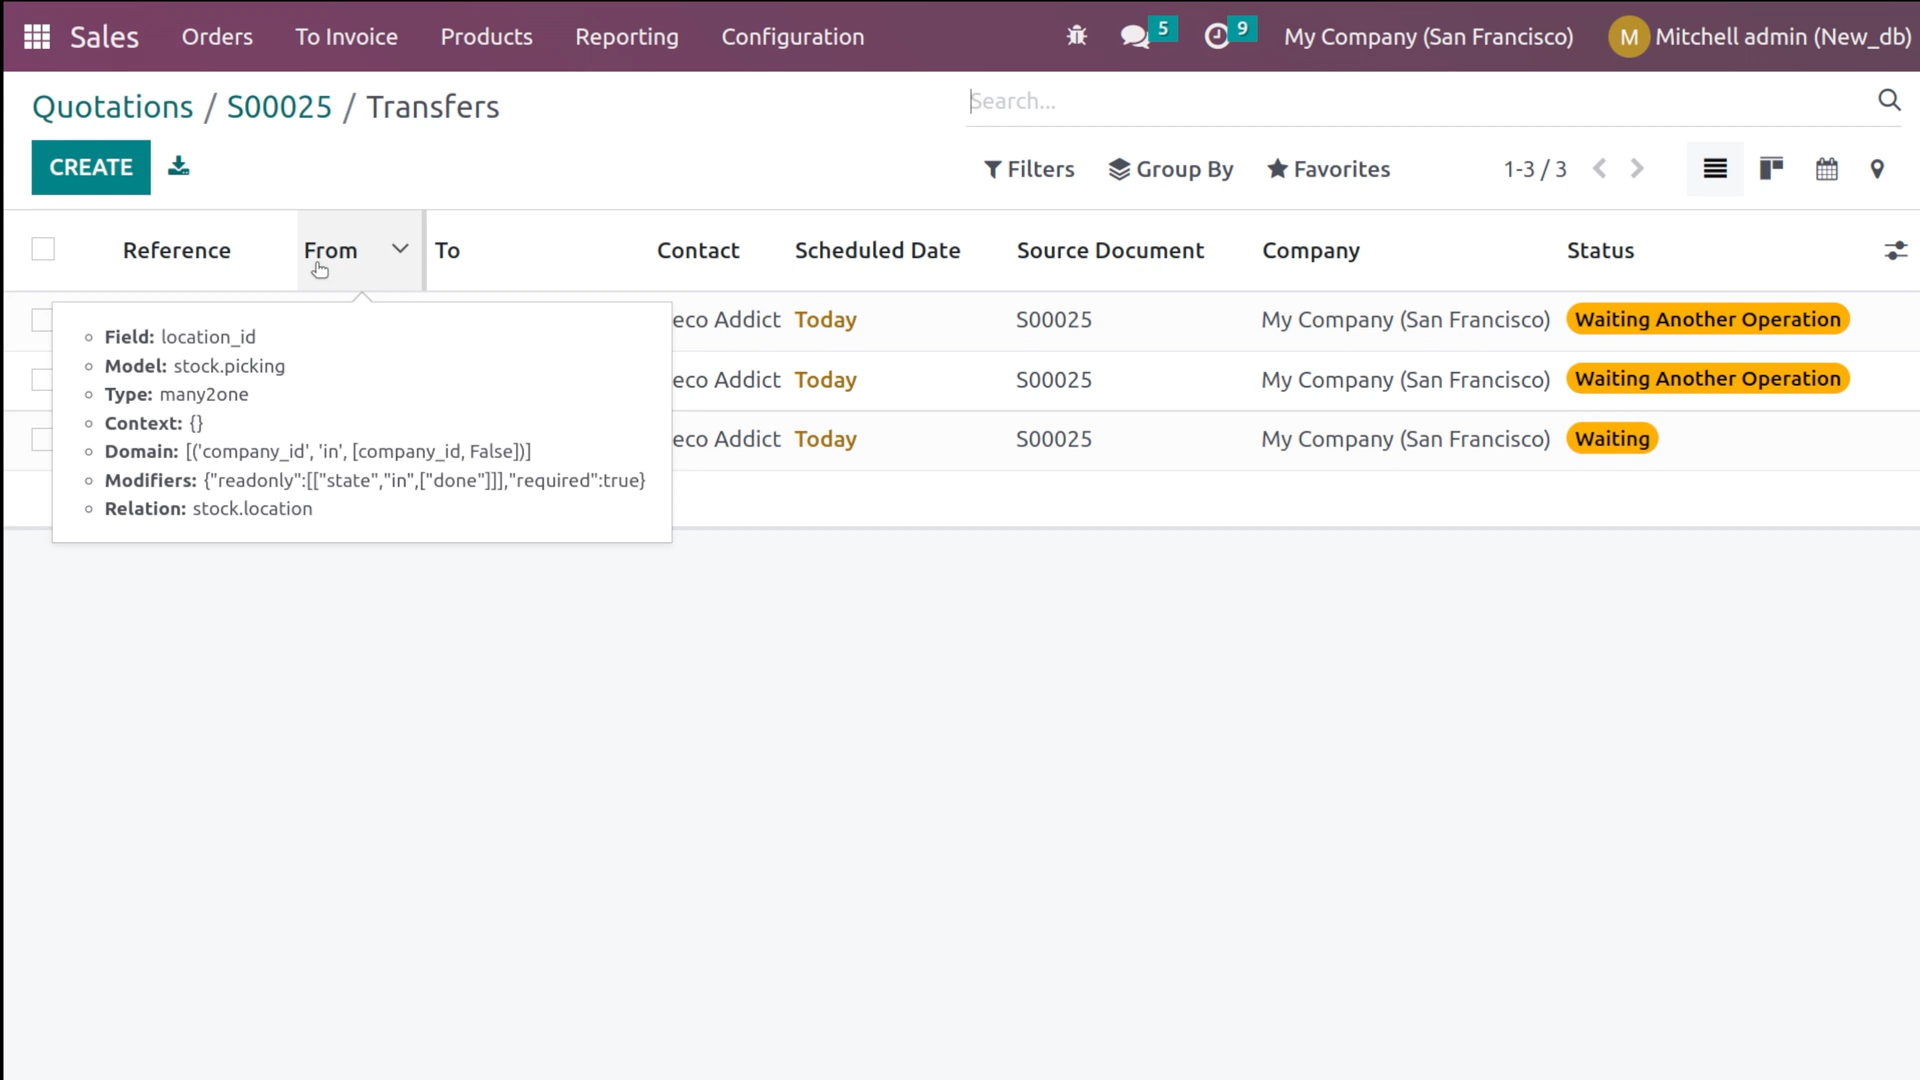 Sales Orders To Invoice Products Reporting Configuration 5 9 My Company (San Francisco) M Mitchell admin (New_db)
Quotations / S00025 / Transfers
Search...
CREATE
Filters Group By Favorites 1-3 / 3
Reference From To Contact Scheduled Date Source Document Company Status
eco Addict Today S00025 My Company (San Francisco) Waiting Another Operation
eco Addict Today S00025 My Company (San Francisco) Waiting Another Operation
eco Addict Today S00025 My Company (San Francisco) Waiting
Field: location_id
Model: stock.picking
Type: many2one
Context: {}
Domain: [('company_id', 'in', [company_id, False])]
Modifiers: {"readonly":[["state","in",["done"]]],"required":true}
Relation: stock.location